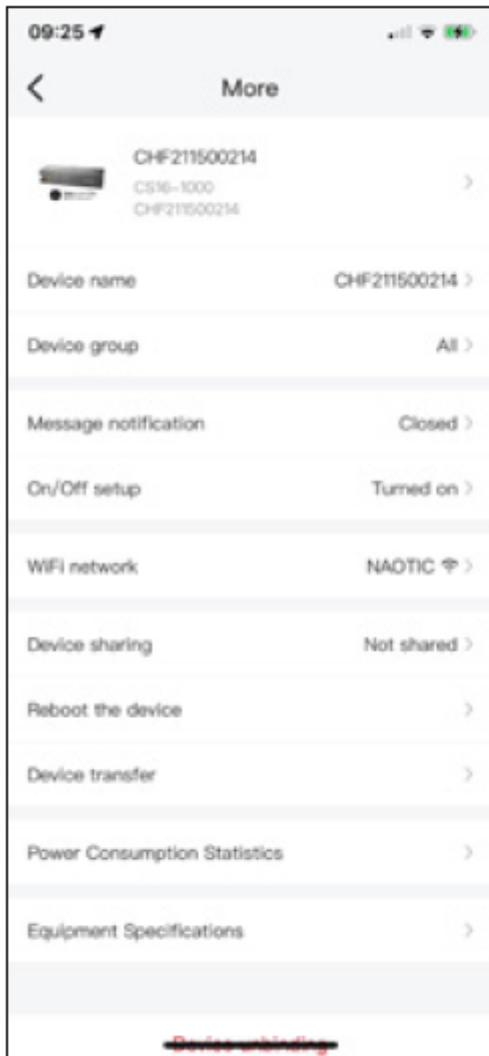 09:25
More
CHF211500214
CS16-1000
CHF211500214
Device name CHF211500214
Device group All
Message notification Closed
On/Off setup Turned on
WiFi network NAOTIC
Device sharing Not shared
Reboot the device
Device transfer
Power Consumption Statistics
Equipment Specifications
Device unbinding